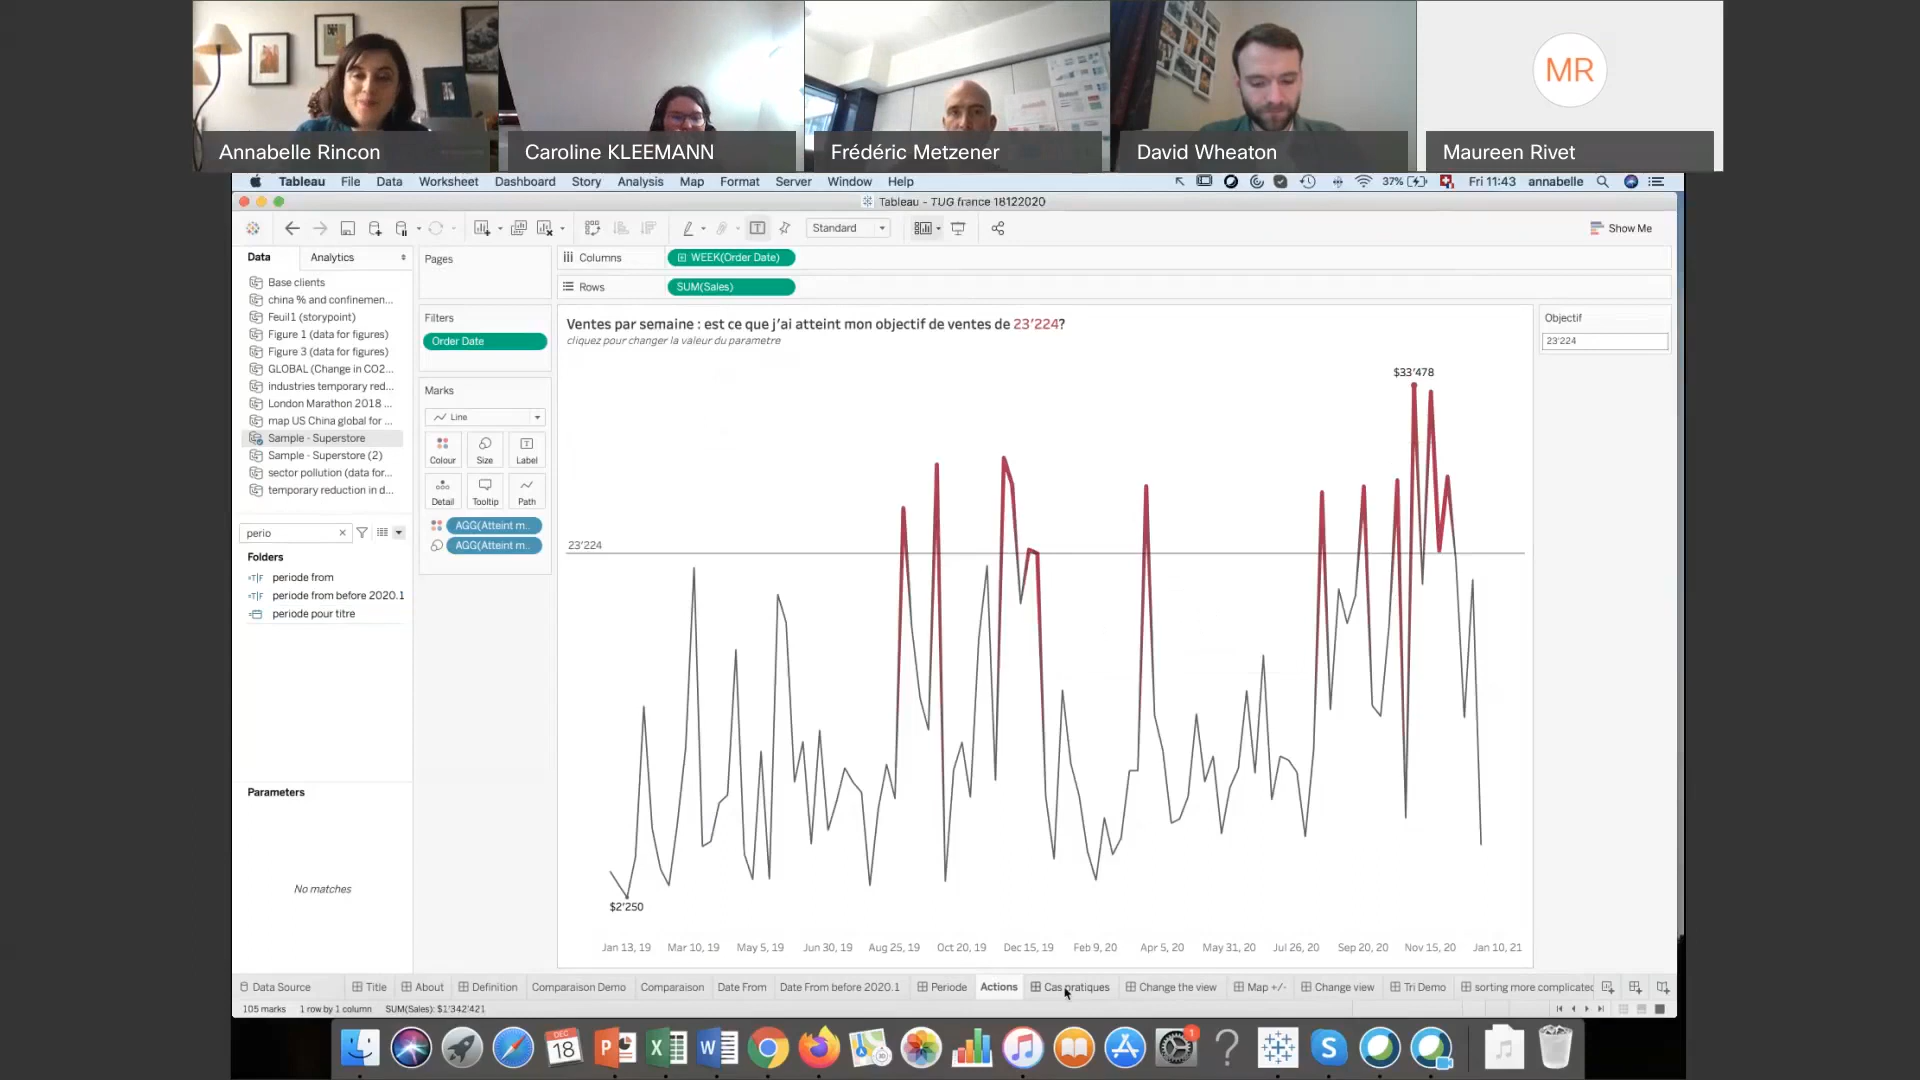 Annabelle Rincon
Caroline KLEEMANN
Frédéric Metzener
David Wheaton
MR
Maureen Rivet
Tableau File Data Worksheet Dashboard Story Analysis Map Format Server Window Help
37% Fri 11:43 annabelle
Tableau - TUG france 18122020
Standard
Show Me
Data Analytics
Base clients
china % and confinemen...
Feuil1 (storypoint)
Figure 1 (data for figures)
Figure 3 (data for figures)
GLOBAL (Change in CO2...
industries temporary red...
London Marathon 2018 ...
map US China global for ...
Sample - Superstore
Sample - Superstore (2)
sector pollution (data for...
temporary reduction in d...
perio
Folders
periode from
periode from before 2020.1
periode pour titre
Parameters
No matches
Pages
Filters
Order Date
Marks
Line
Colour Size Label
Detail Tooltip Path
AGG(Atteint m..
AGG(Atteint m..
Columns WEEK(Order Date)
Rows SUM(Sales)
Ventes par semaine : est ce que j'ai atteint mon objectif de ventes de 23'224?
cliquez pour changer la valeur du parametre
$33'478
23'224
$2'250
Jan 13, 19 Mar 10, 19 May 5, 19 Jun 30, 19 Aug 25, 19 Oct 20, 19 Dec 15, 19 Feb 9, 20 Apr 5, 20 May 31, 20 Jul 26, 20 Sep 20, 20 Nov 15, 20 Jan 10, 21
Objectif
23'224
Data Source Title About Definition Comparaison Demo Comparaison Date From Date From before 2020.1 Periode Actions Cas pratiques Change the view Map +/- Change view Tri Demo sorting more complicated
105 marks 1 row by 1 column SUM(Sales): $1'342'421
DEC
18
P
X
W
S
1